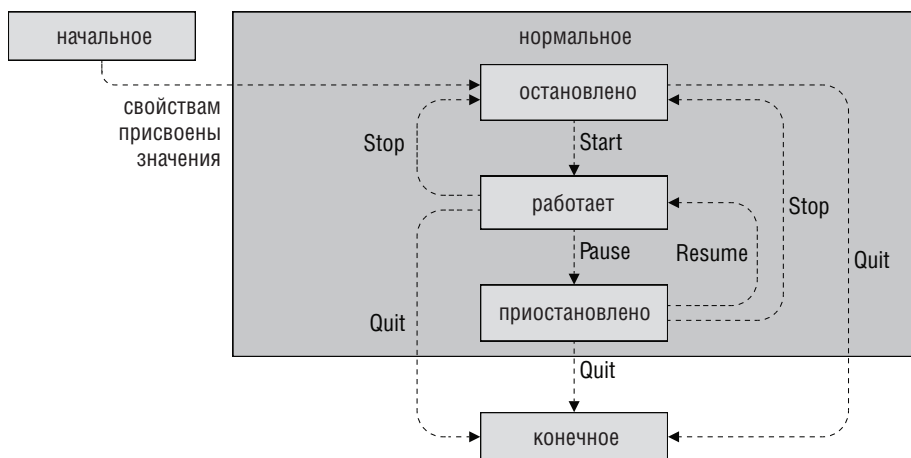 начальное
нормальное
остановлено
свойствам
присвоены
значения
Stop
Start
работает
Stop
Pause
Resume
Quit
приостановлено
Quit
Quit
конечное